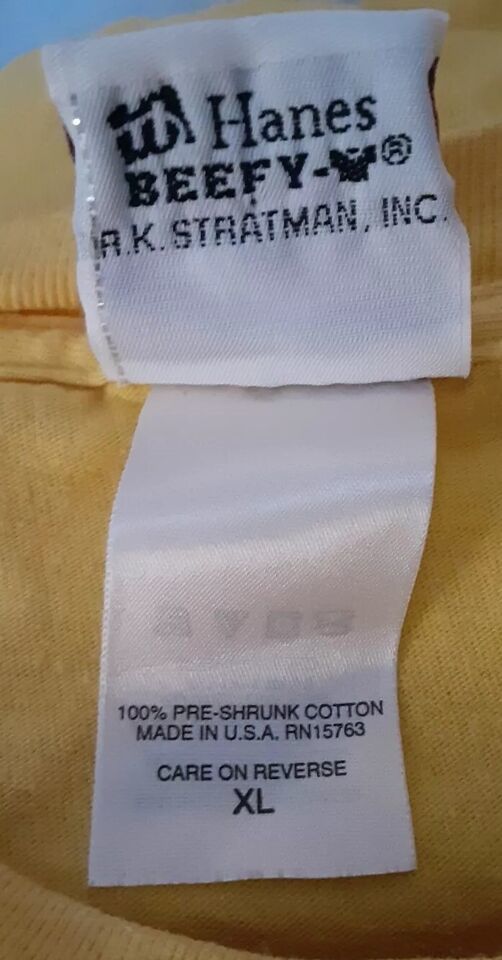 Hanes
BEEFY-®
R.K. STRATMAN, INC.
100% PRE-SHRUNK COTTON
MADE IN U.S.A. RN15763
CARE ON REVERSE
XL